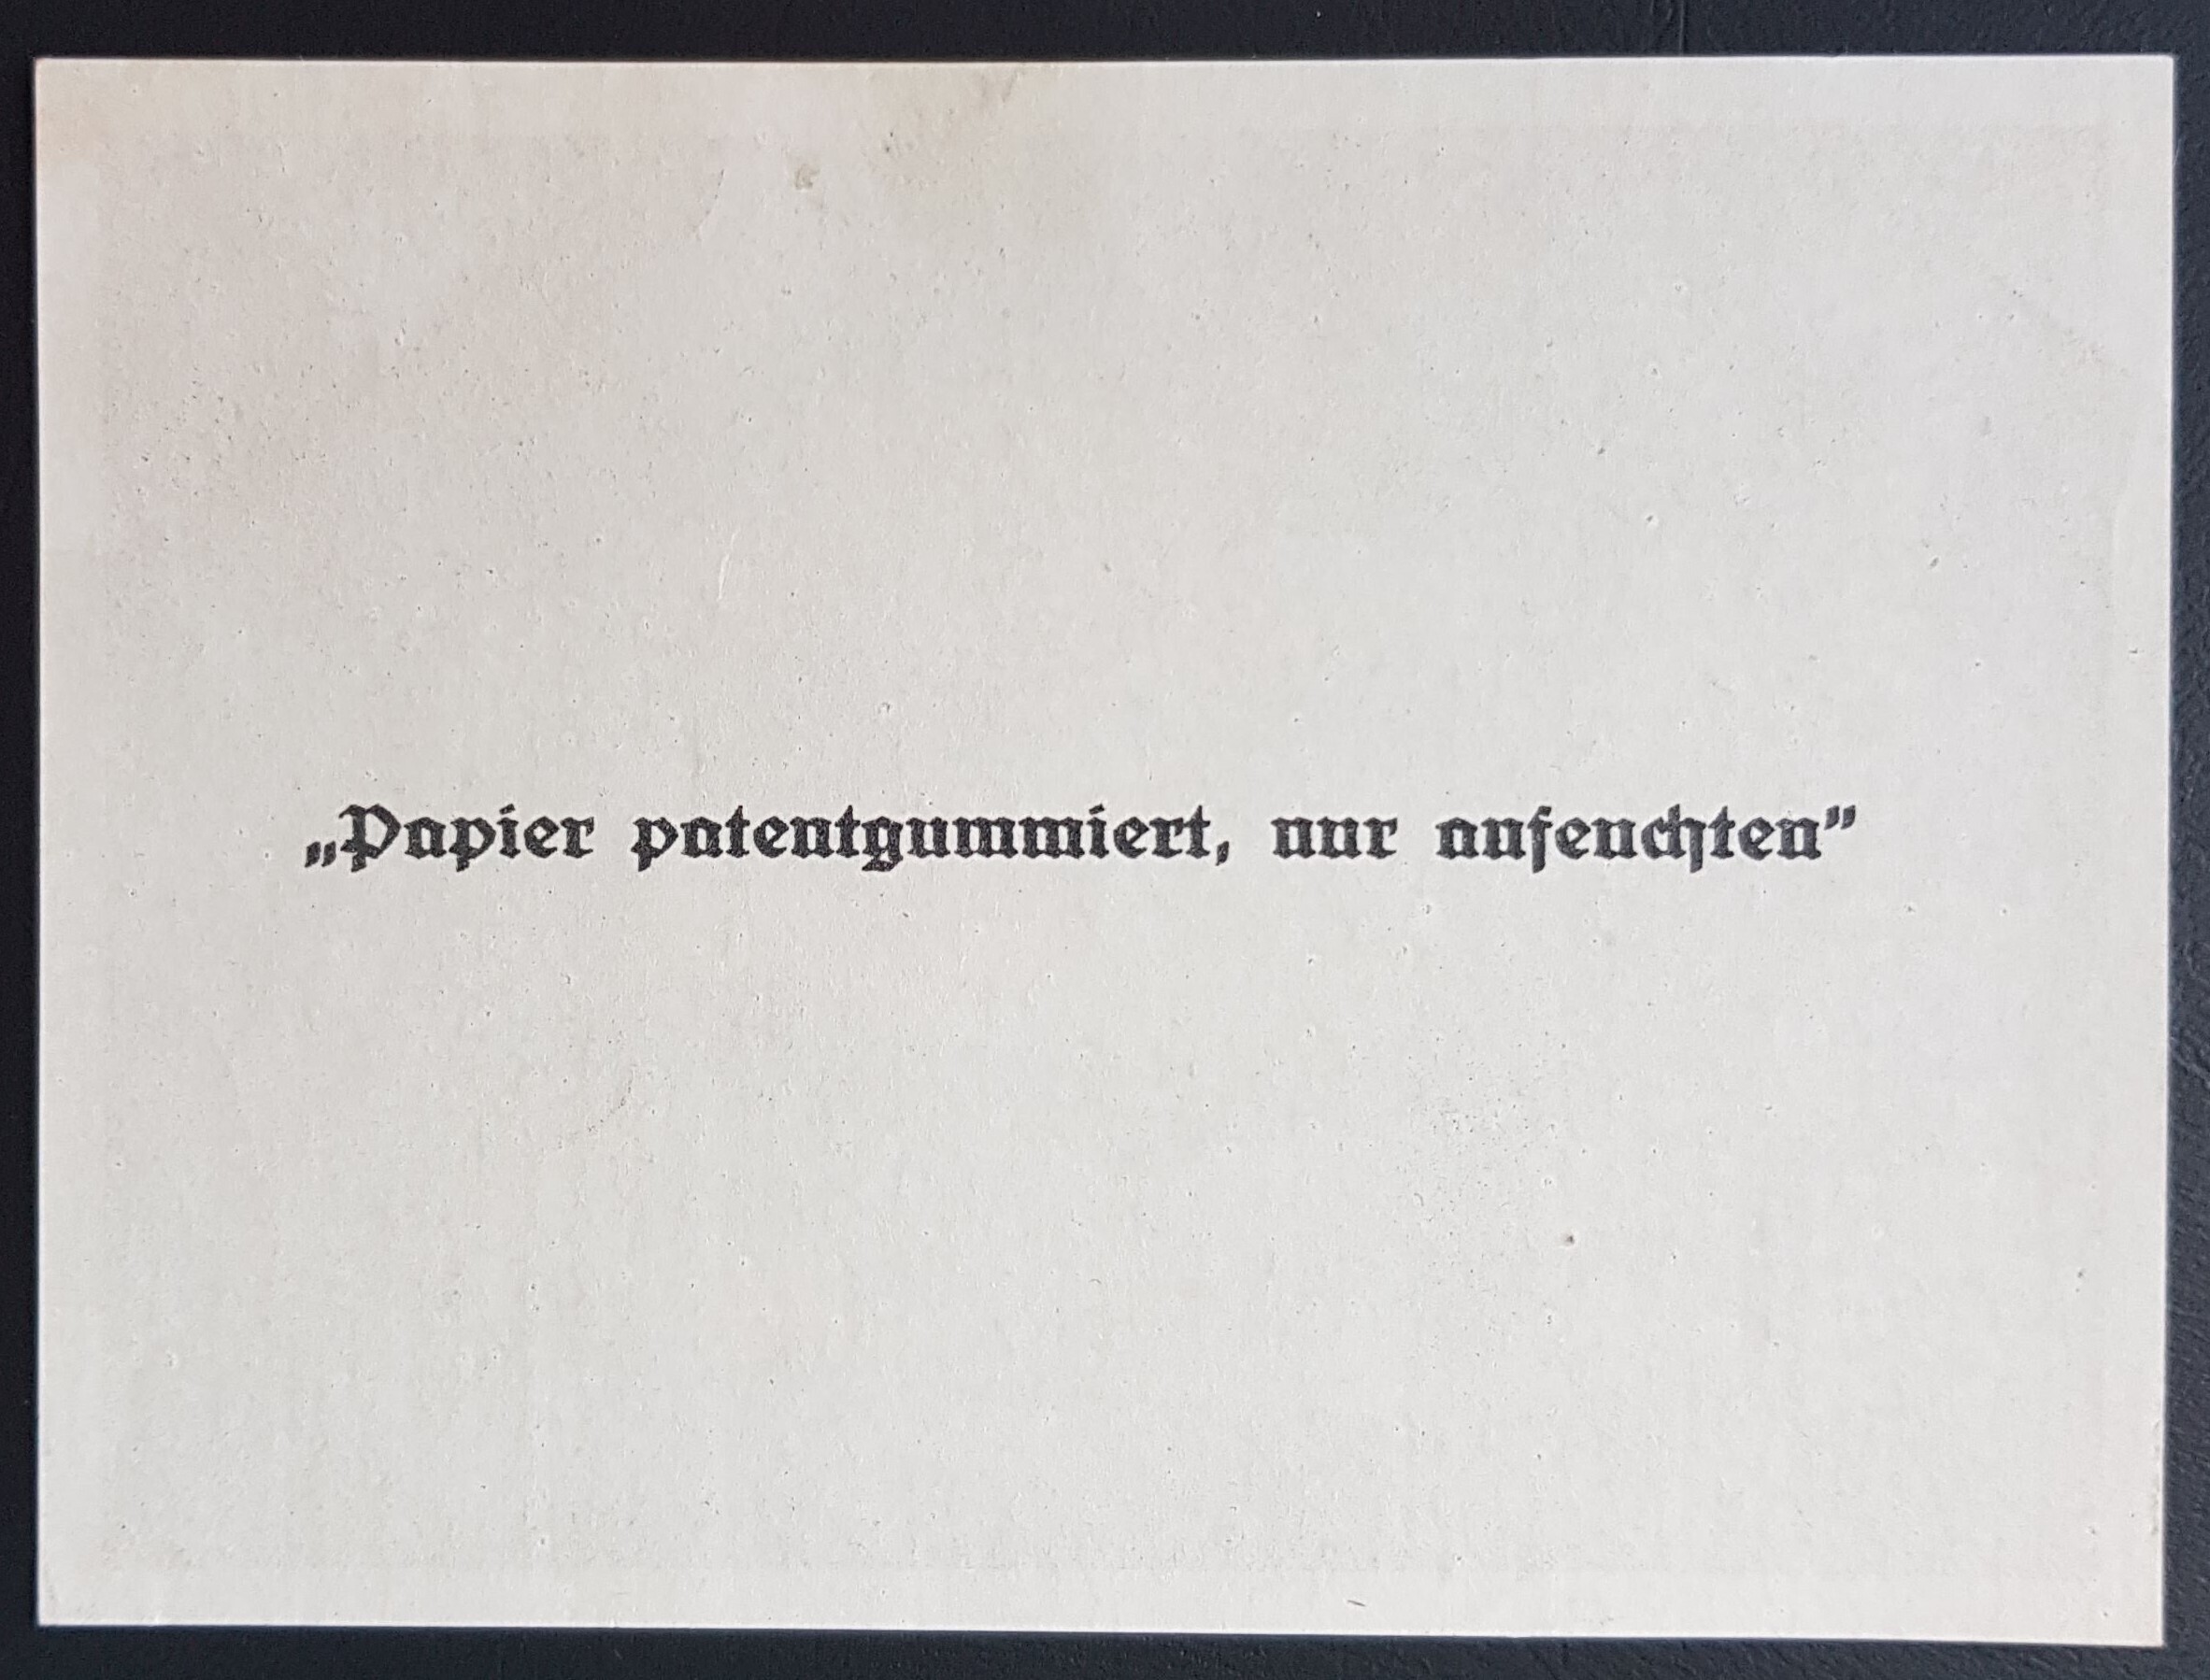 „Papier patentgummiert, nur anfeuchten”